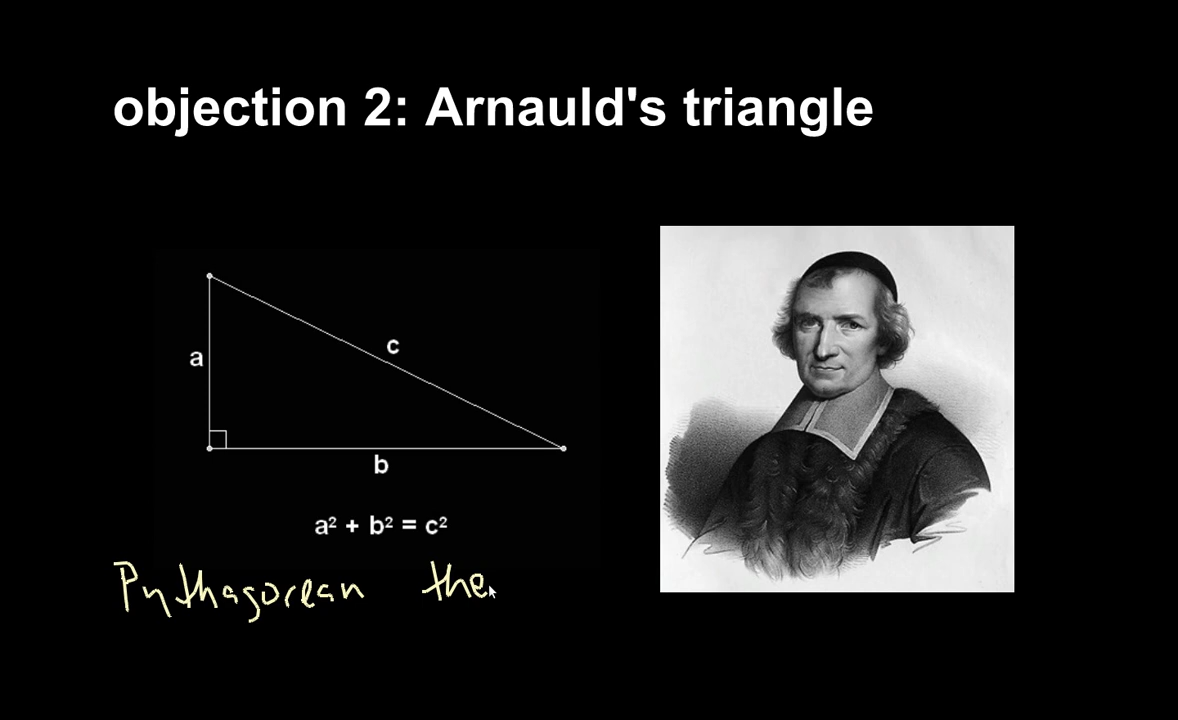 objection 2: Arnauld's triangle
a
c
b
a² + b² = c²
Pythagorean the